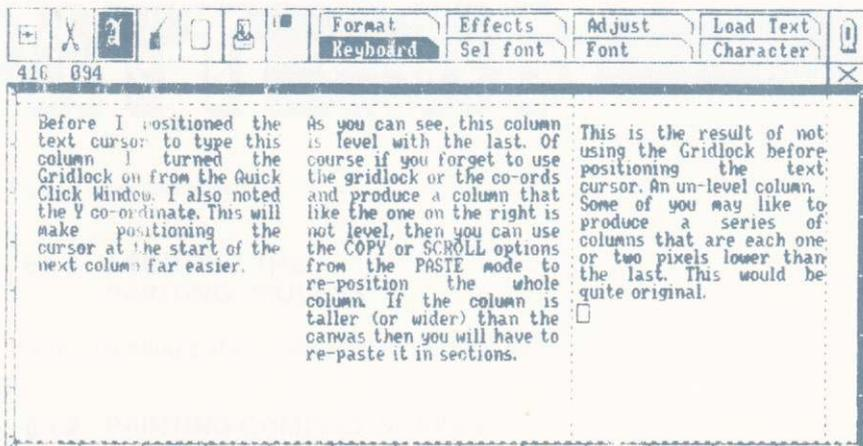 Format Effects Adjust Load Text
Keyboard Sel font Font Character
416 094
Before I positioned the
text cursor to type this
column I turned the
Gridlock on from the Quick
Click Window. I also noted
the Y co-ordinate. This will
make positioning the
cursor at the start of the
next column far easier.
As you can see, this column
is level with the last. Of
course if you forget to use
the gridlock or the co-ords
and produce a column that
like the one on the right is
not level, then you can use
the COPY or SCROLL options
from the PASTE mode to
re-position the whole
column. If the column is
taller (or wider) than the
canvas then you will have to
re-paste it in sections.
This is the result of not
using the Gridlock before
positioning the text
cursor. An un-level column.
Some of you may like to
produce a series of
columns that are each one
or two pixels lower than
the last. This would be
quite original.